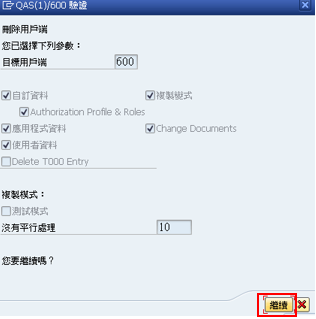 QAS(1)/600 驗證
刪除用戶端
您已選擇下列參數：
目標用戶端 600
自訂資料 複製變式
Authorization Profile & Roles
應用程式資料 Change Documents
使用者資料
Delete T000 Entry
複製模式：
測試模式
沒有平行處理 10
您要繼續嗎？
繼續